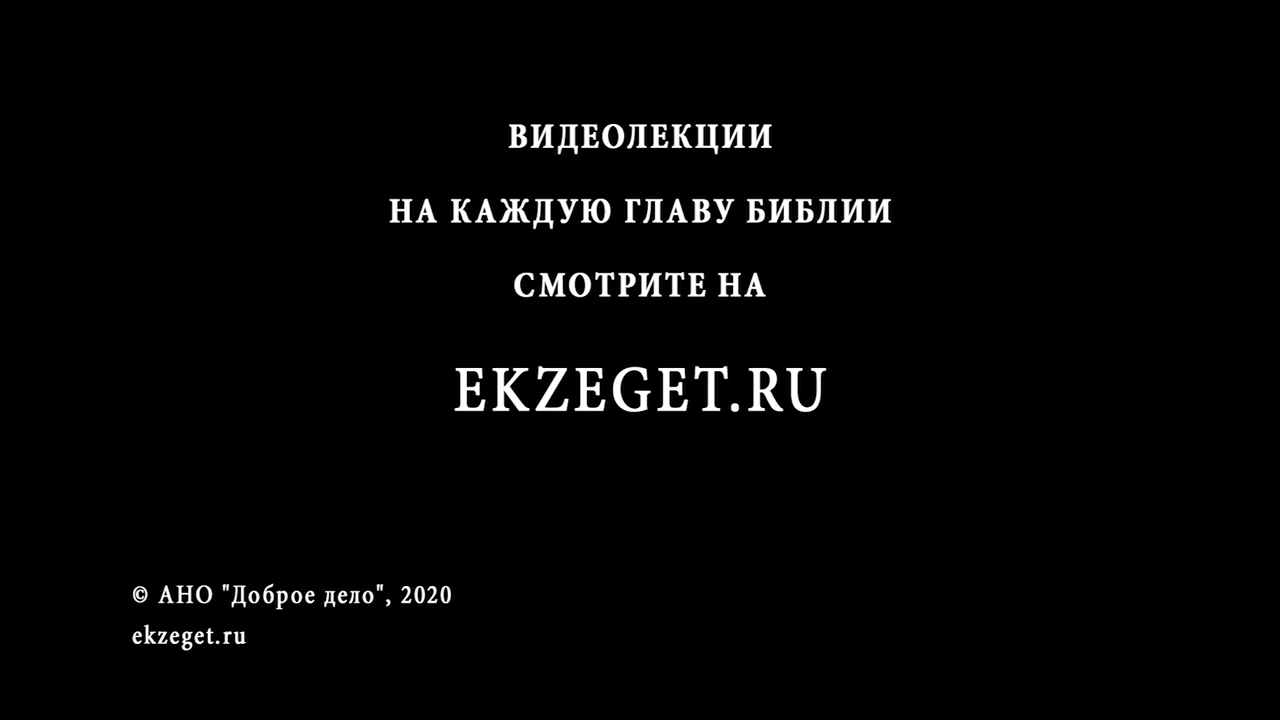 ВИДЕОЛЕКЦИИ
НА КАЖДУЮ ГЛАВУ БИБЛИИ
СМОТРИТЕ НА
EKZEGET.RU
© АНО "Доброе дело", 2020
ekzeget.ru